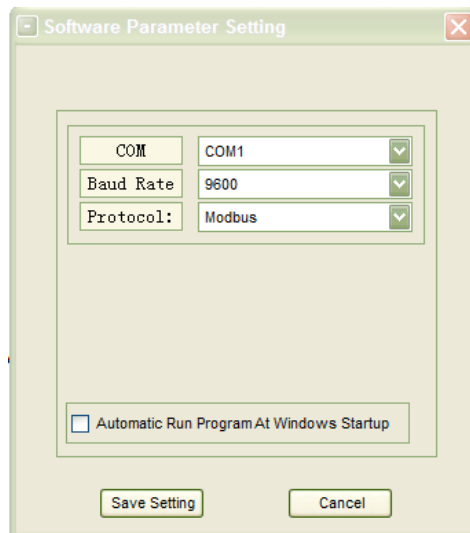 Software Parameter Setting
COM COM1
Baud Rate 9600
Protocol: Modbus
Automatic Run Program At Windows Startup
Save Setting Cancel